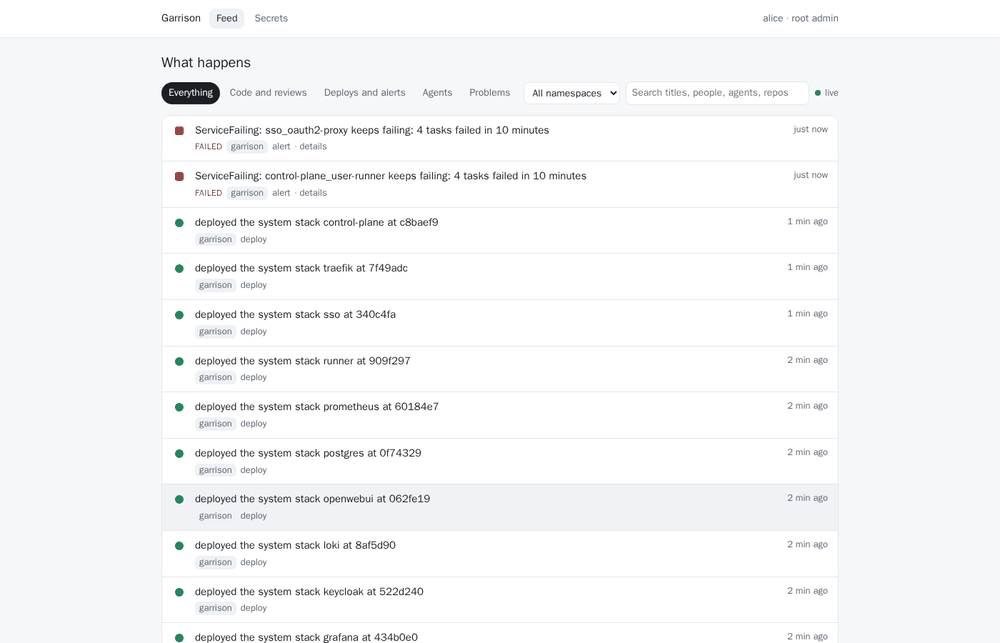 Garrison Feed Secrets alice · root admin
What happens
Everything Code and reviews Deploys and alerts Agents Problems All namespaces Search titles, people, agents, repos live
ServiceFailing: sso_oauth2-proxy keeps failing: 4 tasks failed in 10 minutes just now
FAILED garrison alert · details
ServiceFailing: control-plane_user-runner keeps failing: 4 tasks failed in 10 minutes just now
FAILED garrison alert · details
deployed the system stack control-plane at c8baef9 1 min ago
garrison deploy
deployed the system stack traefik at 7f49adc 1 min ago
garrison deploy
deployed the system stack sso at 340c4fa 1 min ago
garrison deploy
deployed the system stack runner at 909f297 2 min ago
garrison deploy
deployed the system stack prometheus at 60184e7 2 min ago
garrison deploy
deployed the system stack postgres at 0f74329 2 min ago
garrison deploy
deployed the system stack openwebui at 062fe19 2 min ago
garrison deploy
deployed the system stack loki at 8af5d90 2 min ago
garrison deploy
deployed the system stack keycloak at 522d240 2 min ago
garrison deploy
deployed the system stack grafana at 434b0e0 2 min ago